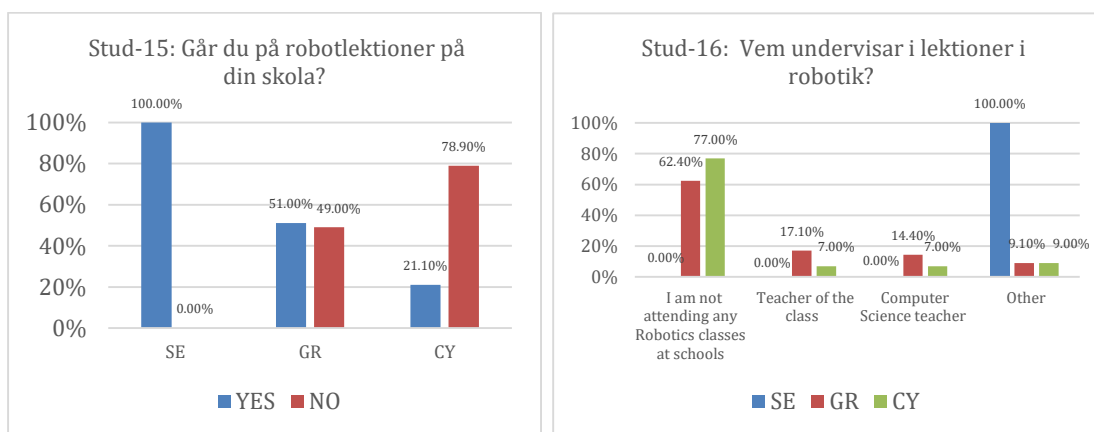 Stud-15: Går du på robotlektioner på
din skola?
100.00%
100%
80%
60%
40%
20%
0%
0.00%
51.00%
49.00%
21.10%
78.90%
SE
GR
CY
YES
NO
Stud-16: Vem undervisar i lektioner i
robotik?
100%
80%
60%
40%
20%
0%
0.00%
62.40%
77.00%
0.00%
17.10%
7.00%
0.00%
14.40%
7.00%
100.00%
9.10%
9.00%
I am not
attending any
Robotics classes
at schools
Teacher of the
class
Computer
Science teacher
Other
SE
GR
CY